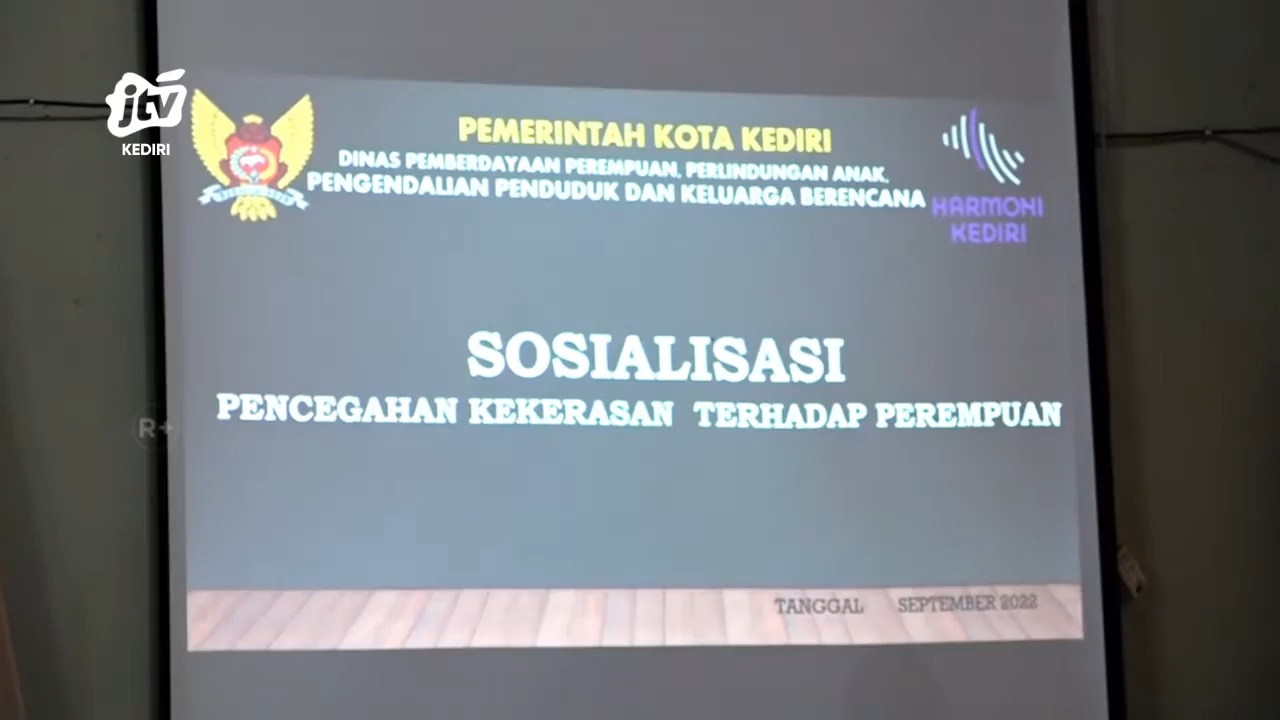 jtv
KEDIRI
PEMERINTAH KOTA KEDIRI
DINAS PEMBERDAYAAN PEREMPUAN, PERLINDUNGAN ANAK,
PENGENDALIAN PENDUDUK DAN KELUARGA BERENCANA
HARMONI
KEDIRI
SOSIALISASI
PENCEGAHAN KEKERASAN TERHADAP PEREMPUAN
R+
TANGGAL SEPTEMBER 2022